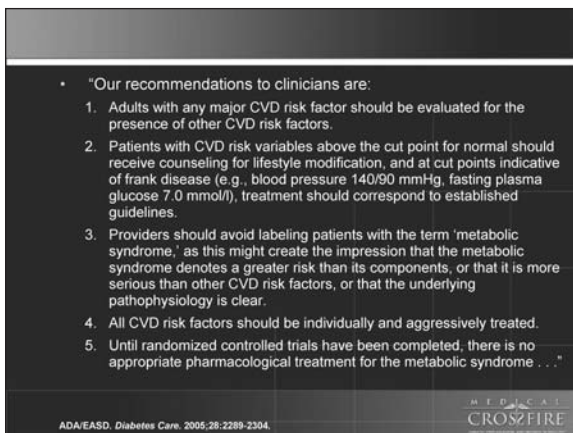 • “Our recommendations to clinicians are:
1. Adults with any major CVD risk factor should be evaluated for the
presence of other CVD risk factors.
2. Patients with CVD risk variables above the cut point for normal should
receive counseling for lifestyle modification, and at cut points indicative
of frank disease (e.g., blood pressure 140/90 mmHg, fasting plasma
glucose 7.0 mmol/l), treatment should correspond to established
guidelines.
3. Providers should avoid labeling patients with the term ‘metabolic
syndrome,’ as this might create the impression that the metabolic
syndrome denotes a greater risk than its components, or that it is more
serious than other CVD risk factors, or that the underlying
pathophysiology is clear.
4. All CVD risk factors should be individually and aggressively treated.
5. Until randomized controlled trials have been completed, there is no
appropriate pharmacological treatment for the metabolic syndrome . . .”
ADA/EASD. Diabetes Care. 2005;28:2289-2304.
MEDICAL
CROSSFIRE